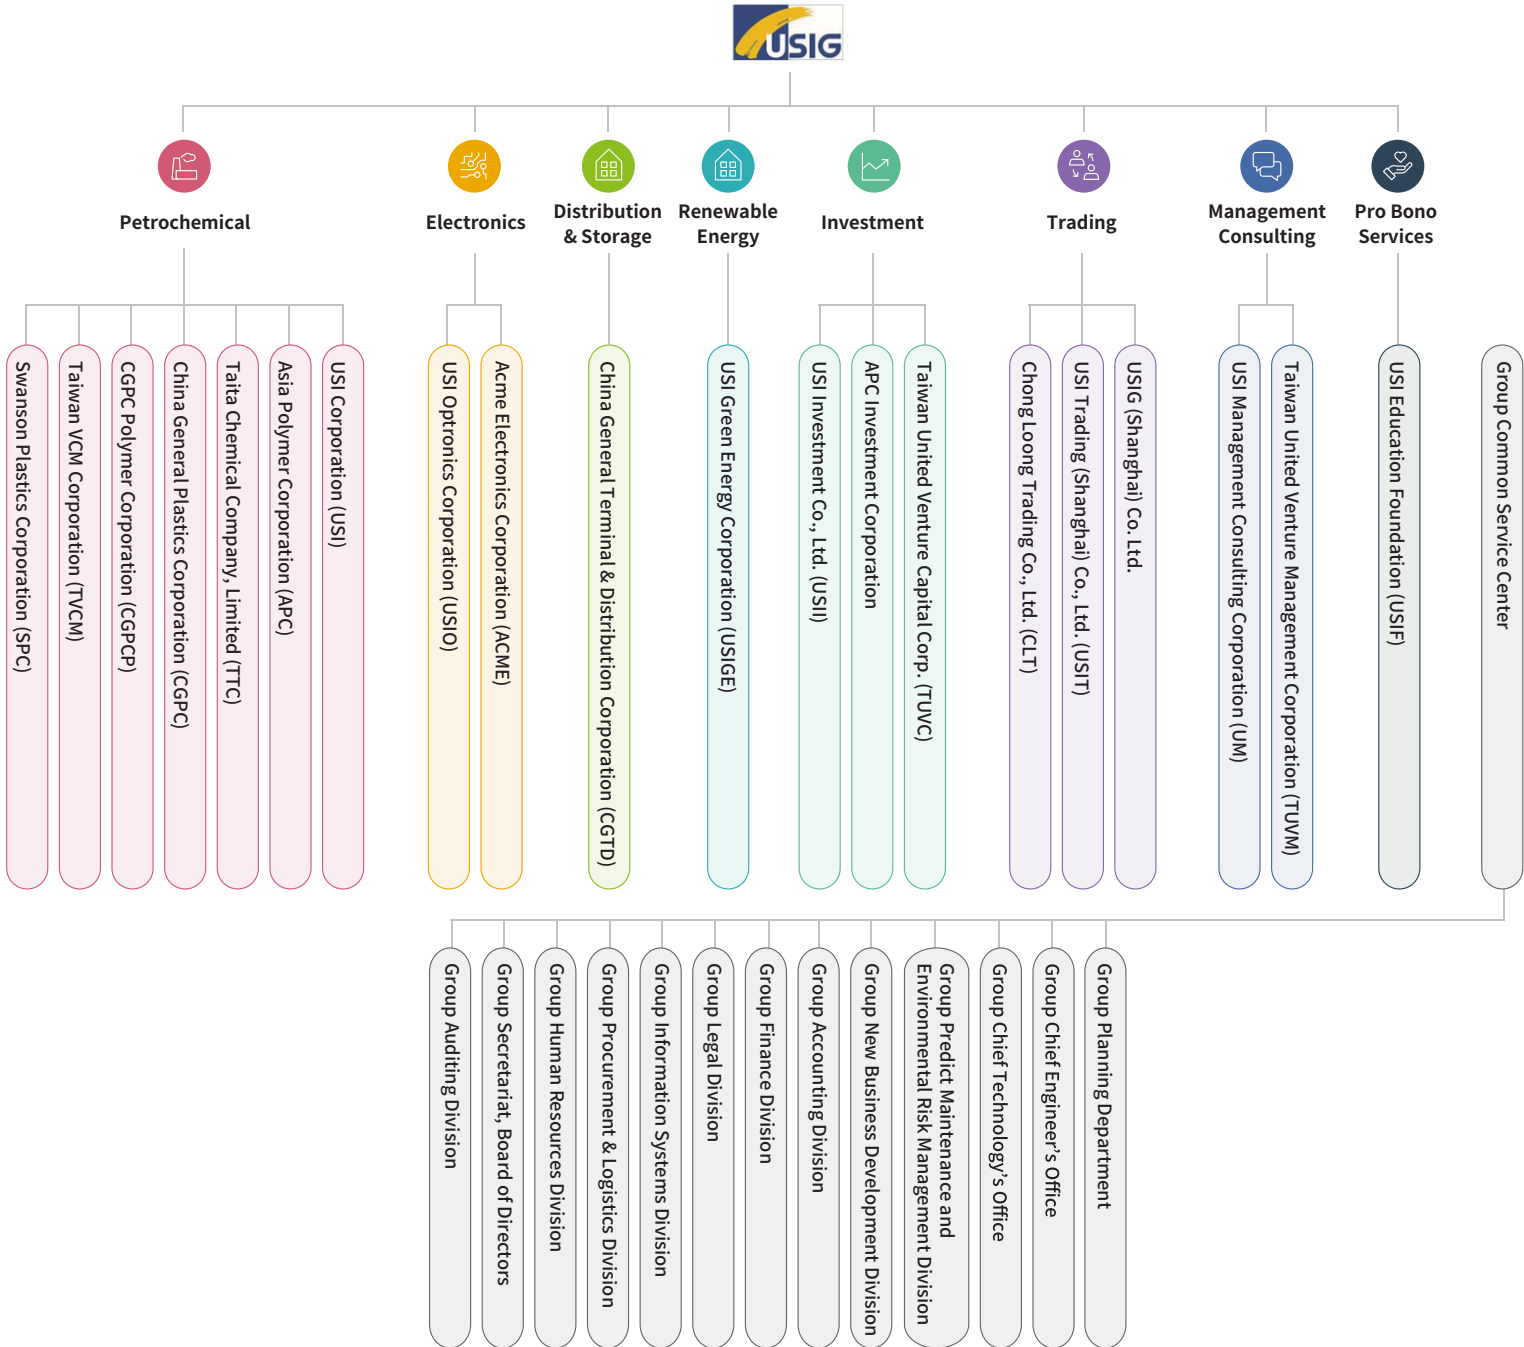 USIG
Petrochemical
Electronics
Distribution
& Storage
Renewable
Energy
Investment
Trading
Management
Consulting
Pro Bono
Services
Swanson Plastics Corporation (SPC)
Taiwan VCM Corporation (TVCM)
CGPC Polymer Corporation (CGPCP)
China General Plastics Corporation (CGPC)
Taita Chemical Company, Limited (TTC)
Asia Polymer Corporation (APC)
USI Corporation (USI)
USI Optronics Corporation (USIO)
Acme Electronics Corporation (ACME)
China General Terminal & Distribution Corporation (CGTD)
USI Green Energy Corporation (USIGE)
USI Investment Co., Ltd. (USII)
APC Investment Corporation
Taiwan United Venture Capital Corp. (TUVC)
Chong Loong Trading Co., Ltd. (CLT)
USI Trading (Shanghai) Co., Ltd. (USIT)
USIG (Shanghai) Co. Ltd.
USI Management Consulting Corporation (UM)
Taiwan United Venture Management Corporation (TUVM)
USI Education Foundation (USIF)
Group Common Service Center
Group Auditing Division
Group Secretariat, Board of Directors
Group Human Resources Division
Group Procurement & Logistics Division
Group Information Systems Division
Group Legal Division
Group Finance Division
Group Accounting Division
Group New Business Development Division
Group Predict Maintenance and
Environmental Risk Management Division
Group Chief Technology's Office
Group Chief Engineer's Office
Group Planning Department